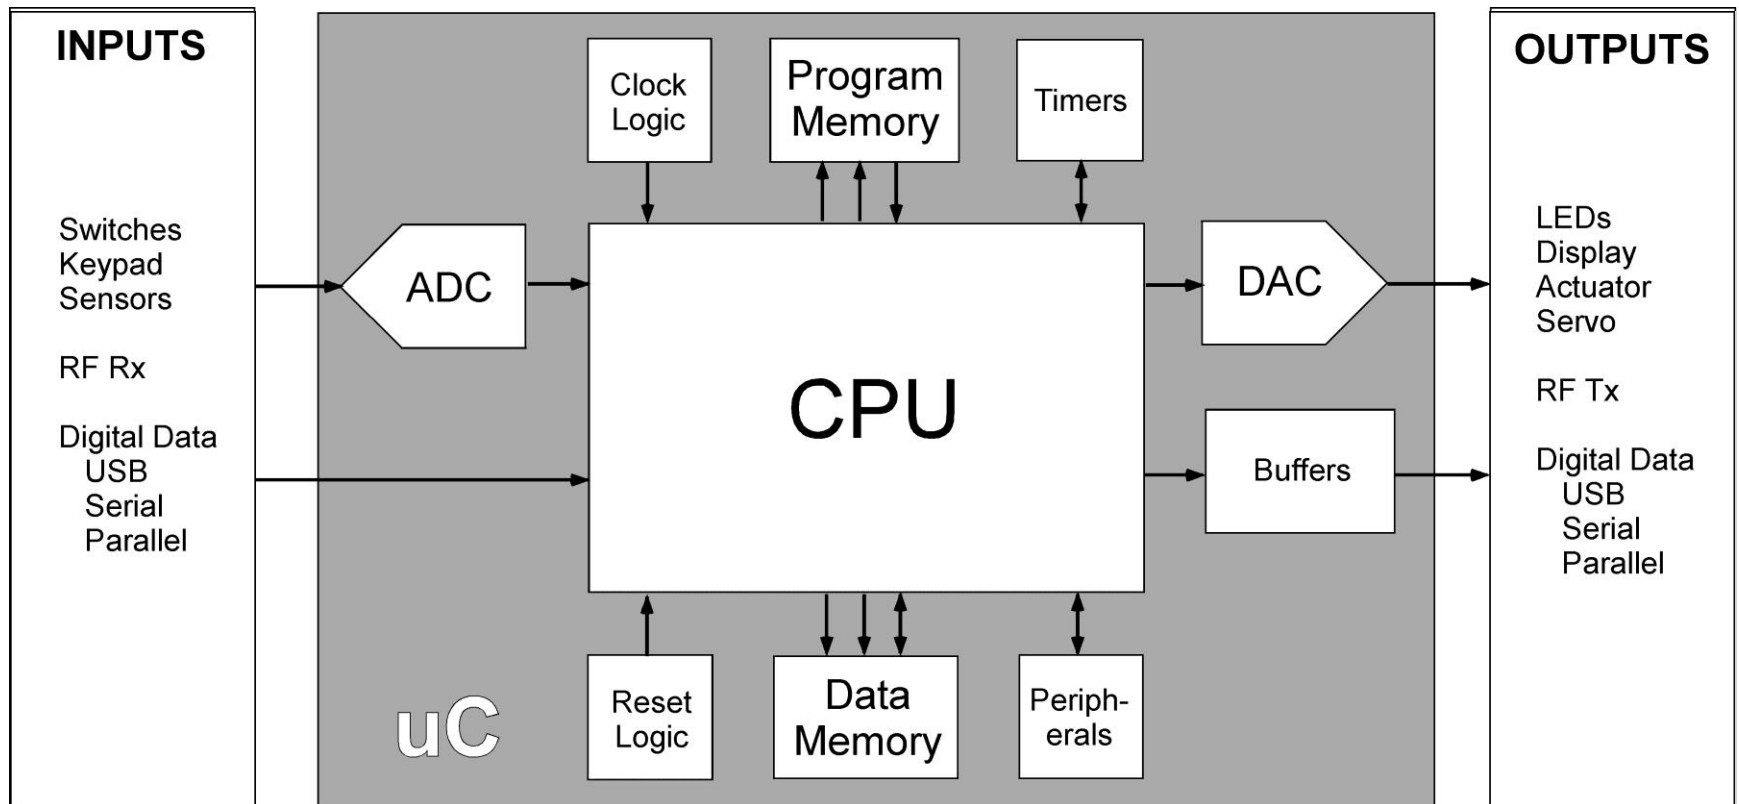 INPUTS
Switches
Keypad
Sensors
RF Rx
Digital Data
USB
Serial
Parallel
Clock
Logic
Program
Memory
Timers
ADC
CPU
DAC
Buffers
uC
Reset
Logic
Data
Memory
Periph-
erals
OUTPUTS
LEDs
Display
Actuator
Servo
RF Tx
Digital Data
USB
Serial
Parallel